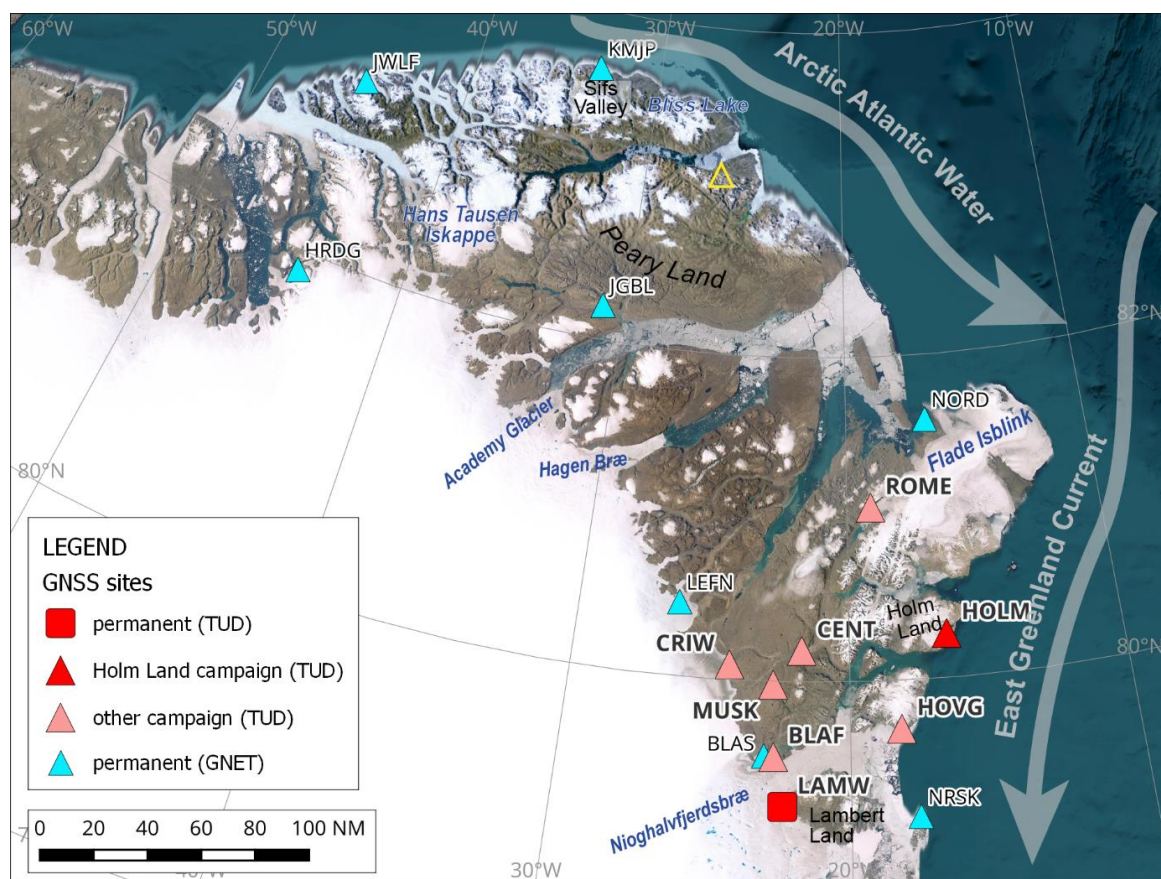 60°W
50°W
40°W
30°W
20°W
10°W
JWLF
KMJP
Sifs
Valley
Bliss Lake
Arctic Atlantic Water
Hans Tausen
Iskappe
Peary Land
HRDG
JGBL
82°N
NORD
Flade Isblink
Academy Glacier
Hagen Bræ
80°N
ROME
East Greenland Current
LEFN
Holm
Land
HOLM
CENT
CRIW
80°N
MUSK
HOVG
BLAS
BLAF
LAMW
Nioghalvfjerdsbræ
Lambert
Land
NRSK
30°W
20°W
LEGEND
GNSS sites
permanent (TUD)
Holm Land campaign (TUD)
other campaign (TUD)
permanent (GNET)
0 20 40 60 80 100 NM